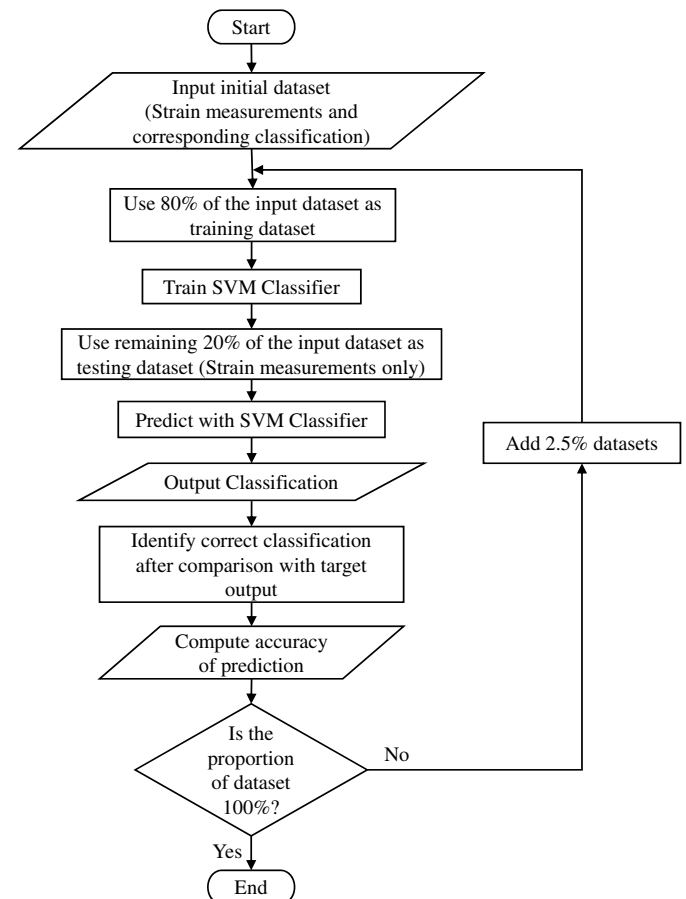 Start
Input initial dataset
(Strain measurements and
corresponding classification)
Use 80% of the input dataset as
training dataset
Train SVM Classifier
Use remaining 20% of the input dataset as
testing dataset (Strain measurements only)
Predict with SVM Classifier
Add 2.5% datasets
Output Classification
Identify correct classification
after comparison with target
output
Compute accuracy
of prediction
Is the
proportion
of dataset
100%?
No
Yes
End